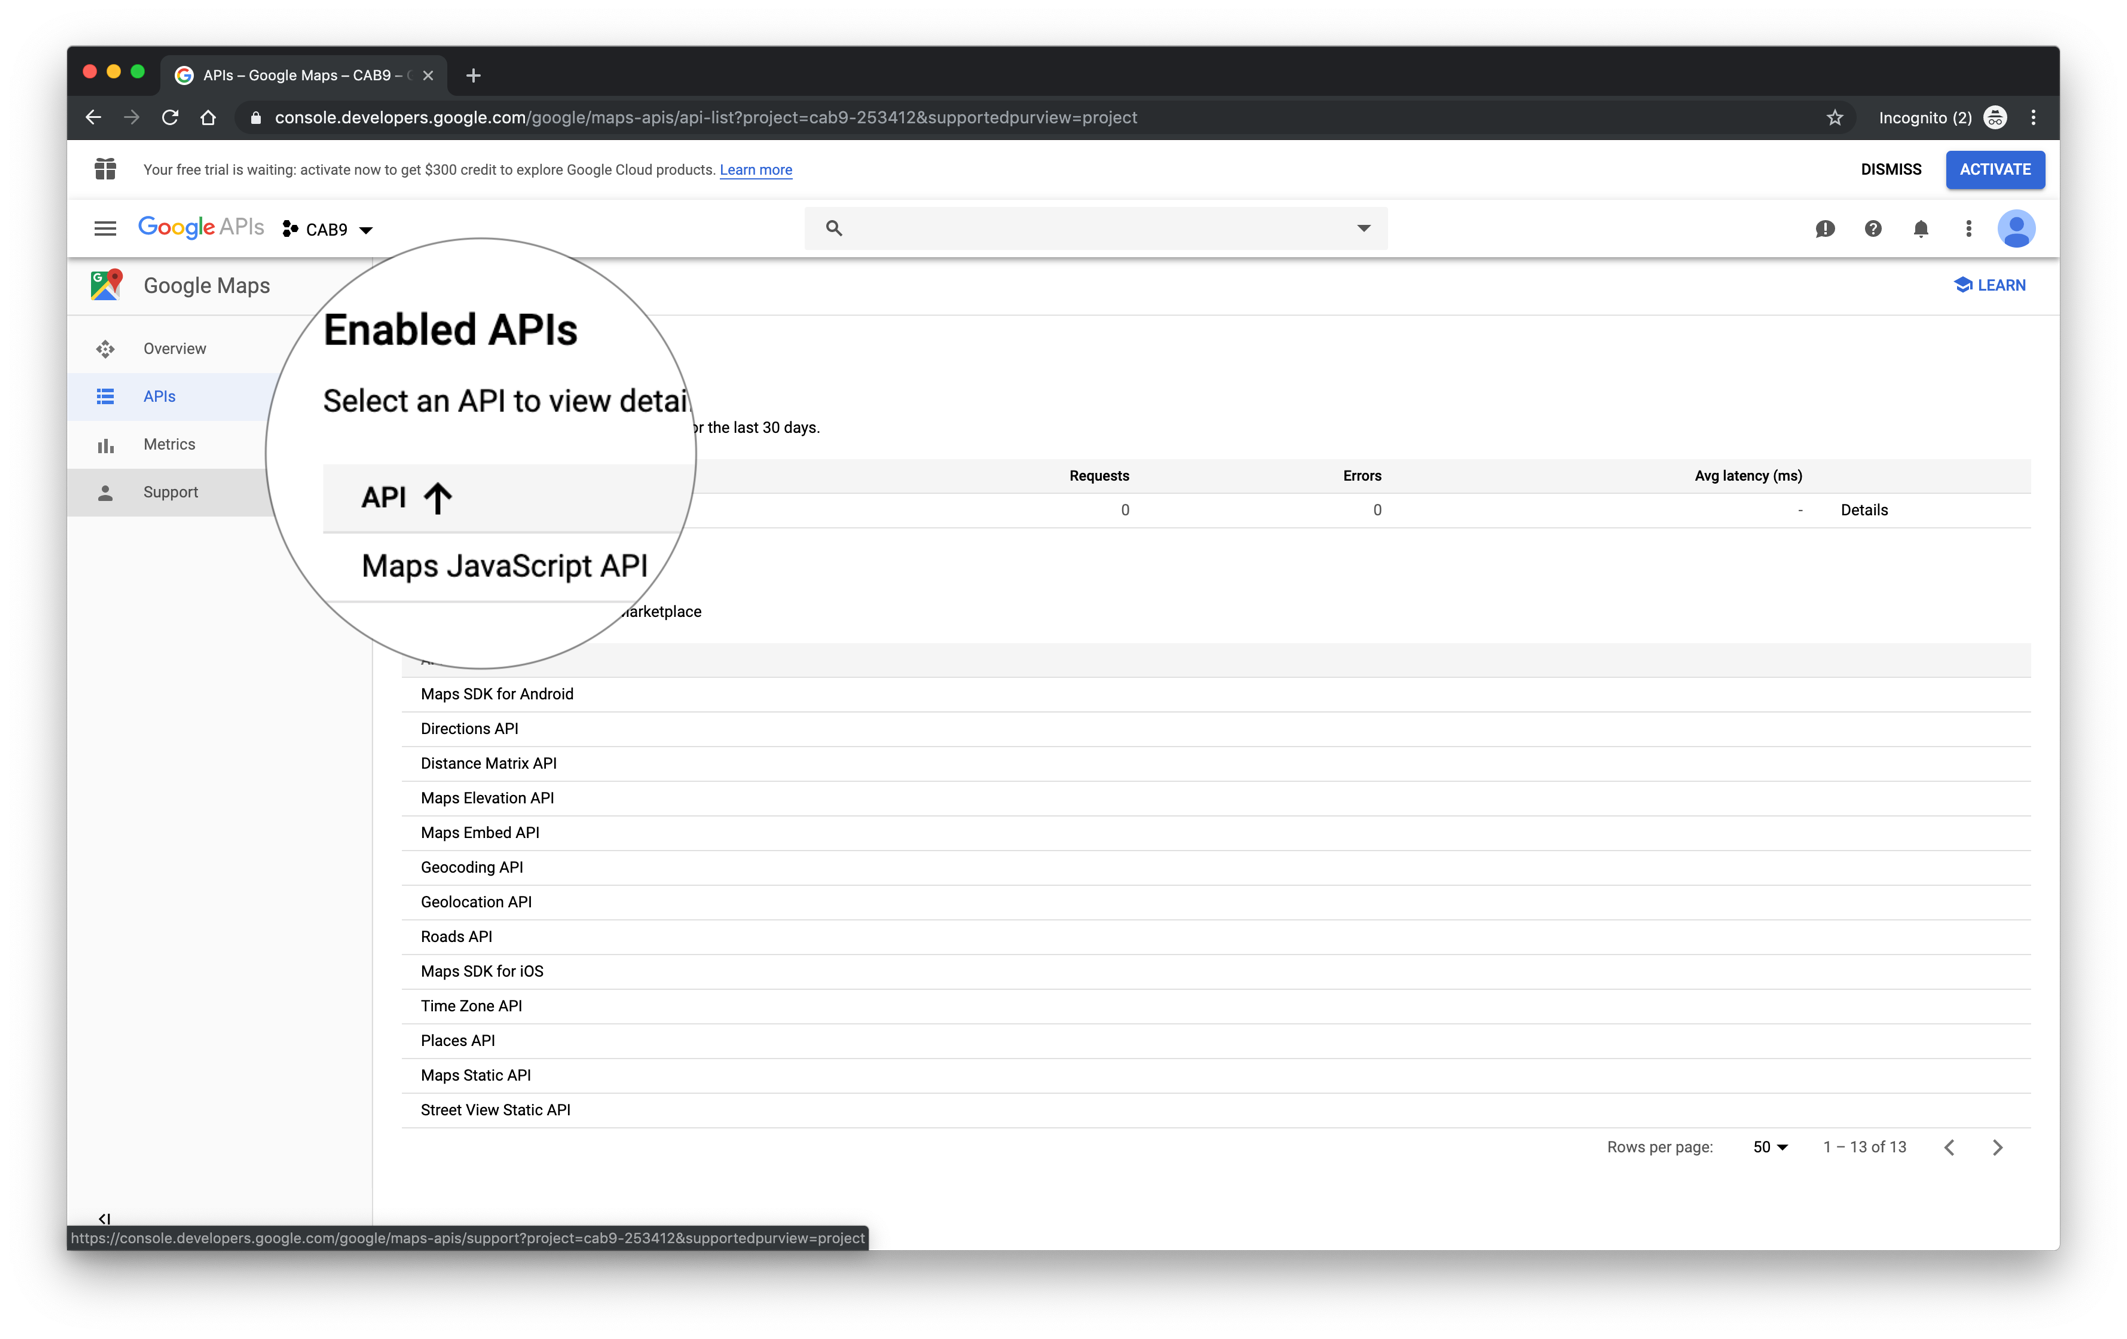 APIs – Google Maps – CAB9 –
console.developers.google.com/google/maps-apis/api-list?project=cab9-253412&supportedpurview=project
Incognito (2)
Your free trial is waiting: activate now to get $300 credit to explore Google Cloud products. Learn more
DISMISS
ACTIVATE
Google APIs
CAB9
Google Maps
LEARN
Overview
APIs
Metrics
Support
Enabled APIs
Select an API to view
the last 30 days.
API
Requests
Errors
Avg latency (ms)
Maps JavaScript API
0
0
-
Details
Maps SDK for Android
Directions API
Distance Matrix API
Maps Elevation API
Maps Embed API
Geocoding API
Geolocation API
Roads API
Maps SDK for iOS
Time Zone API
Places API
Maps Static API
Street View Static API
Rows per page:
50
1 – 13 of 13
https://console.developers.google.com/google/maps-apis/support?project=cab9-253412&supportedpurview=project